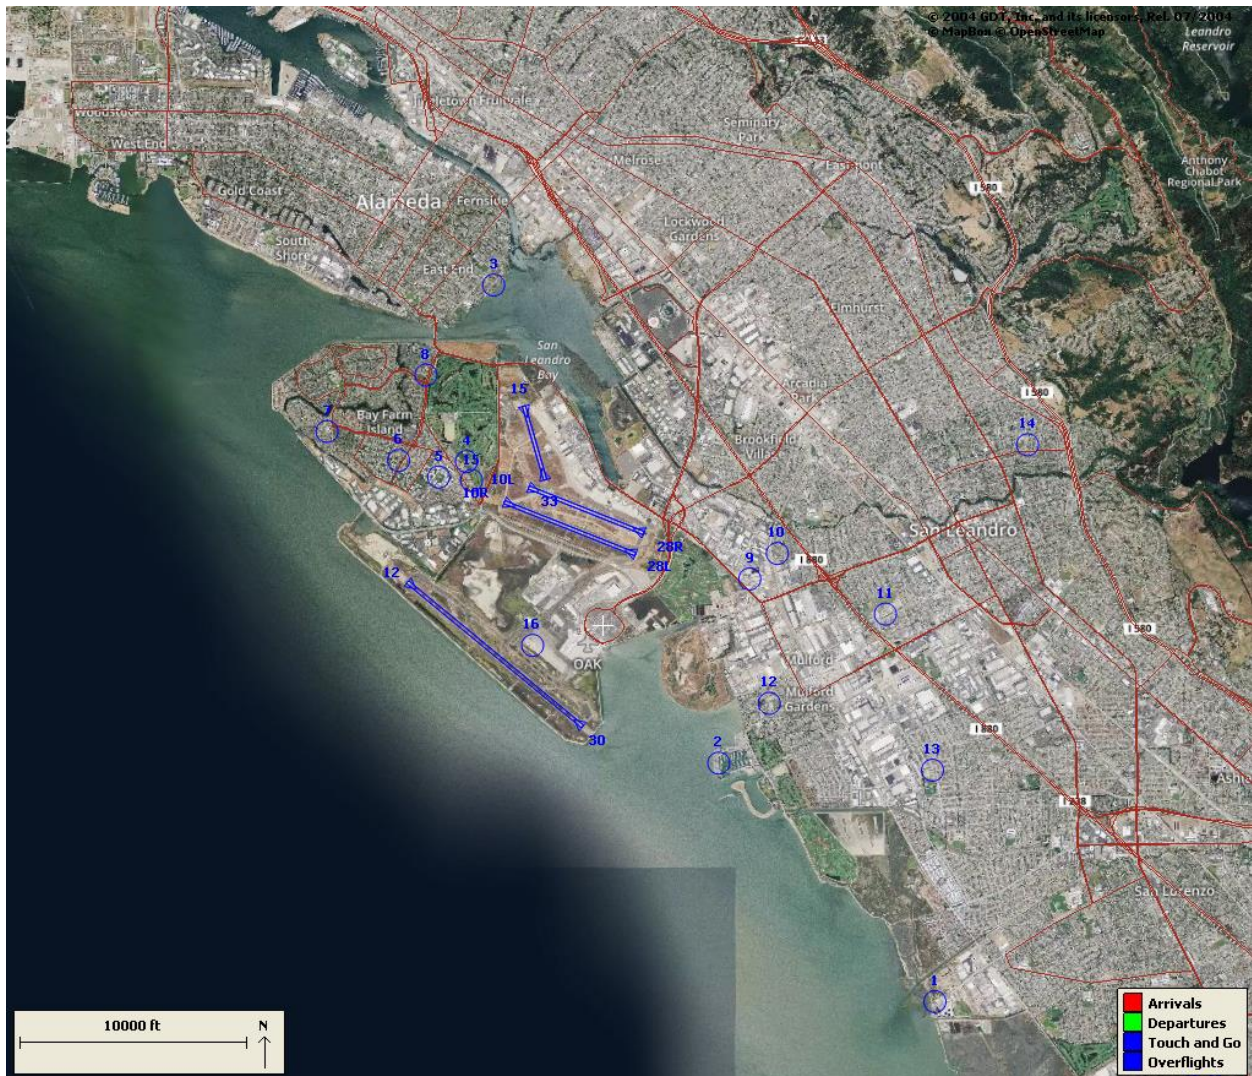 © 2004 GDT, Inc. and its licensors, Rel. 07/2004
© MapBox © OpenStreetMap
Leandro
Reservoir
Woodstock
West End
Seminary
Park
Melrose
Eastmont
Anthony
Chabot
Regional Park
Gold Coast
Alameda
Fernside
I 580
Lockwood
Gardens
South
Shore
East End
3
Elmhurst
San
Leandro
Bay
8
15
Arcadia
Park
I 580
7
Bay Farm
Island
14
6
5
4
15
10L
10R
33
Brookfield
Village
San Leandro
28R
28L
9
10
I 880
12
11
16
OAK
I 580
Mulford
12
Mulford
Gardens
30
2
I 880
13
I 238
San Lorenzo
1
10000 ft
N
Arrivals
Departures
Touch and Go
Overflights